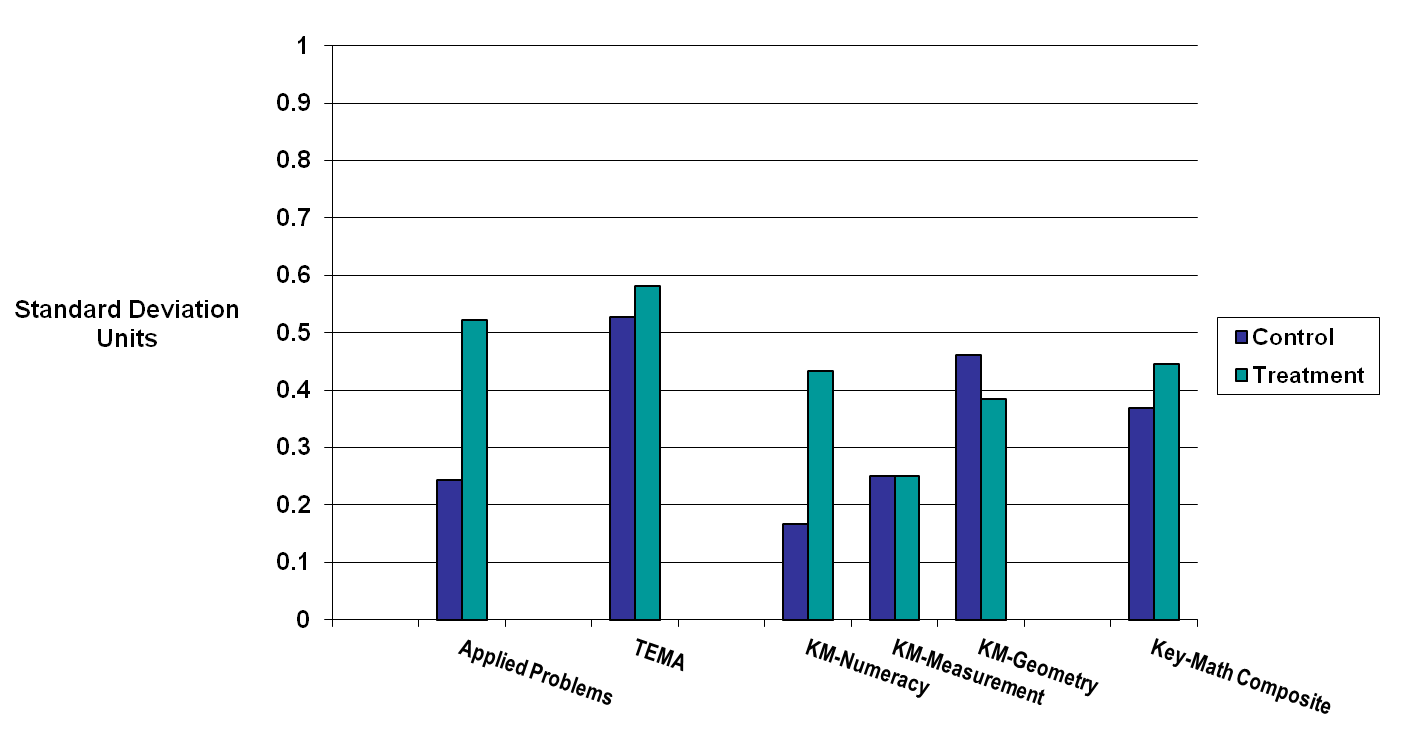 1
0.9
0.8
0.7
0.6
0.5
0.4
0.3
0.2
0.1
0
Standard Deviation
Units
Control
Treatment
Applied Problems
TEMA
KM-Numeracy
KM-Measurement
KM-Geometry
Key-Math Composite